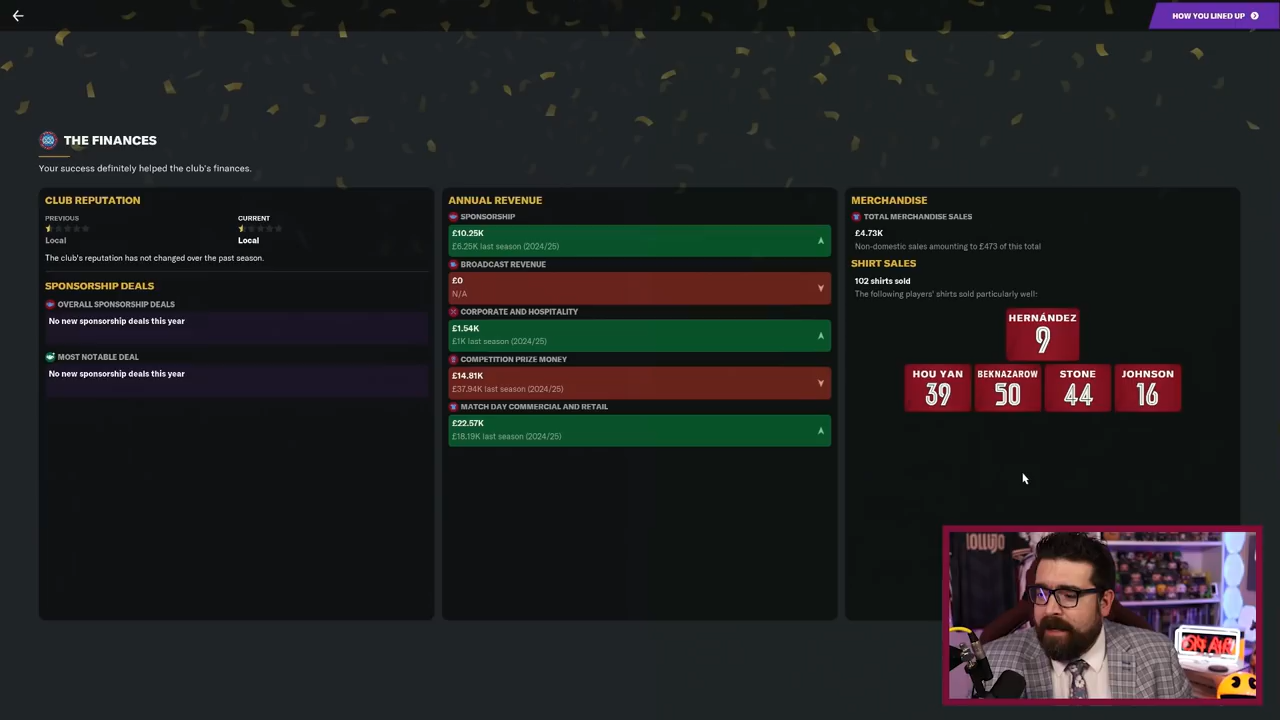 HOW YOU LINED UP
THE FINANCES
Your success definitely helped the club's finances.
CLUB REPUTATION
PREVIOUS
CURRENT
Local
Local
The club's reputation has not changed over the past season.
SPONSORSHIP DEALS
OVERALL SPONSORSHIP DEALS
No new sponsorship deals this year
MOST NOTABLE DEAL
No new sponsorship deals this year
ANNUAL REVENUE
SPONSORSHIP
£10.25K
£6.25K last season (2024/25)
BROADCAST REVENUE
£0
N/A
CORPORATE AND HOSPITALITY
£1.54K
£1K last season (2024/25)
COMPETITION PRIZE MONEY
£14.81K
£37.94K last season (2024/25)
MATCH DAY COMMERCIAL AND RETAIL
£22.57K
£18.19K last season (2024/25)
MERCHANDISE
TOTAL MERCHANDISE SALES
£4.73K
Non-domestic sales amounting to £473 of this total
SHIRT SALES
102 shirts sold
The following players' shirts sold particularly well:
HERNÁNDEZ
9
HOU YAN
39
BEKNAZAROW
50
STONE
44
JOHNSON
16
lollujo
ON AIR